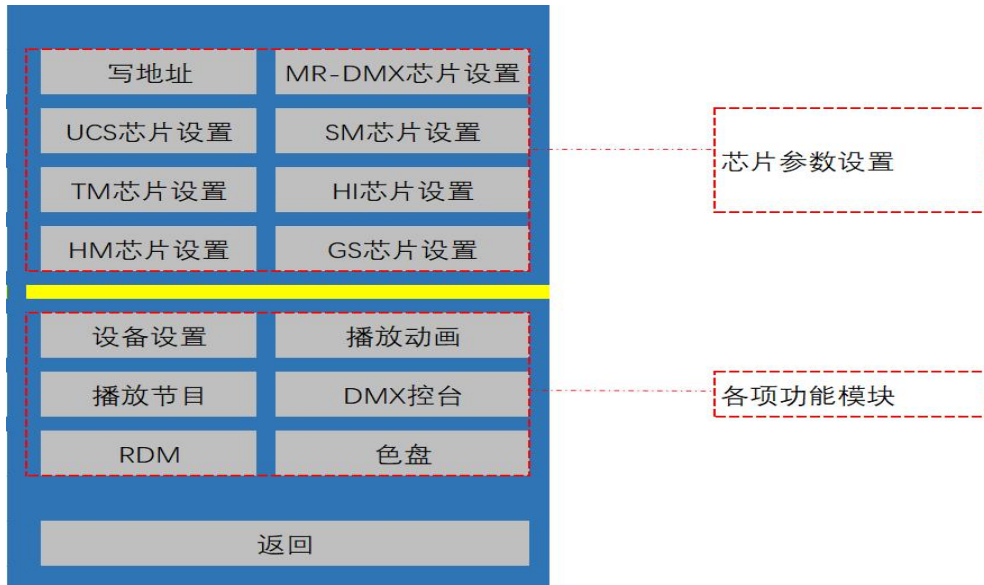 写地址 MR-DMX芯片设置
UCS芯片设置 SM芯片设置
芯片参数设置
TM芯片设置 HI芯片设置
HM芯片设置 GS芯片设置
设备设置 播放动画
播放节目 DMX控台
各项功能模块
RDM 色盘
返回